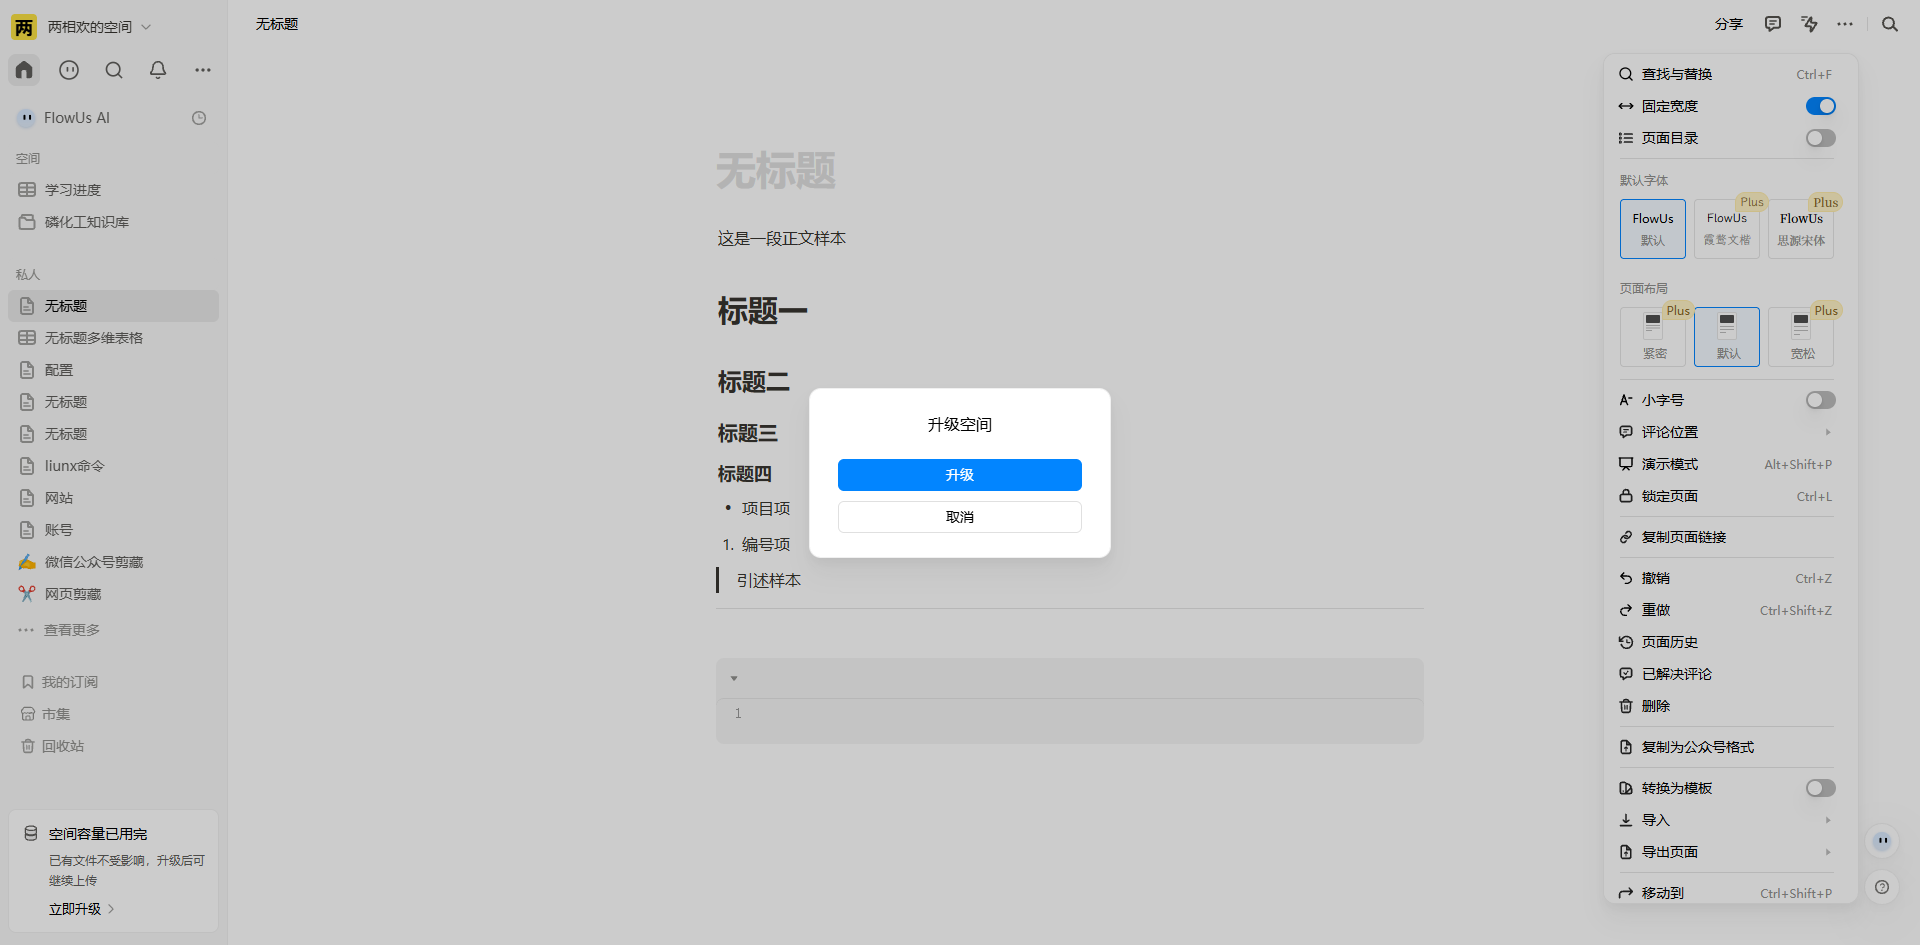 两
两相欢的空间
FlowUs AI
空间
学习进度
磷化工知识库
私人
无标题
无标题多维表格
配置
无标题
无标题
liunx命令
网站
账号
微信公众号剪藏
网页剪藏
查看更多
我的订阅
市集
回收站
空间容量已用完
已有文件不受影响，升级后可
继续上传
立即升级
无标题
分享
无标题
这是一段正文样本
标题一
标题二
标题三
标题四
• 项目项
1. 编号项
引述样本
1
升级空间
升级
取消
查找与替换 Ctrl+F
固定宽度
页面目录
默认字体
Plus Plus
FlowUs FlowUs FlowUs
默认 霞鹜文楷 思源宋体
页面布局
Plus Plus
紧密 默认 宽松
A- 小字号
评论位置
演示模式 Alt+Shift+P
锁定页面 Ctrl+L
复制页面链接
撤销 Ctrl+Z
重做 Ctrl+Shift+Z
页面历史
已解决评论
删除
复制为公众号格式
转换为模板
导入
导出页面
移动到 Ctrl+Shift+P